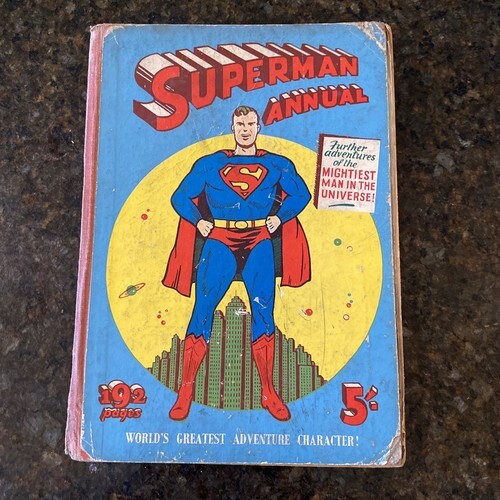 SUPERMAN
ANNUAL
Further
adventures
of the
MIGHTIEST
MAN IN THE
UNIVERSE!
S
192
pages
5/-
WORLD'S GREATEST ADVENTURE CHARACTER!